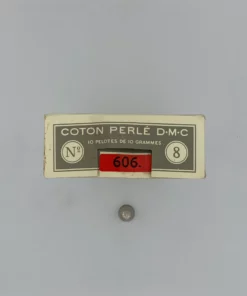 COTON PERLÉ D·M·C
10 PELOTES DE 10 GRAMMES
Nº 8
606.